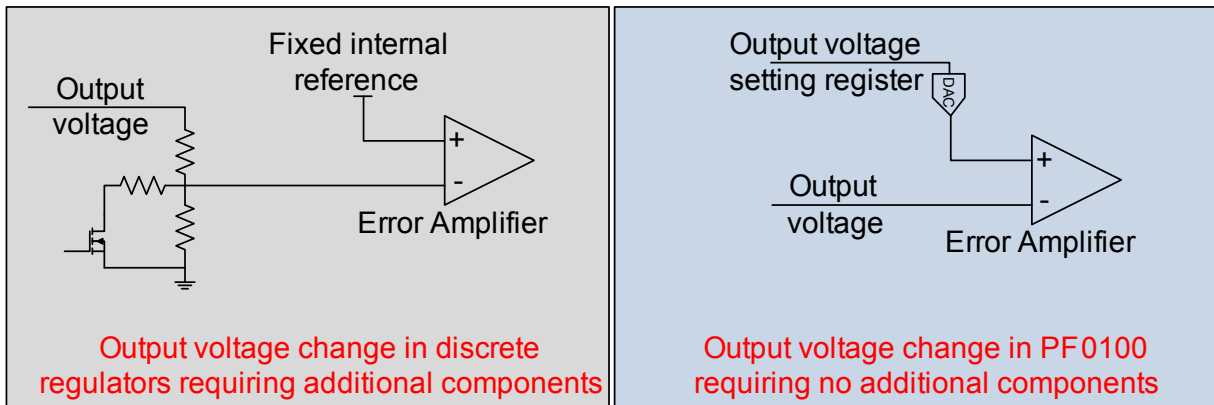 Fixed internal
reference
Output
voltage
+
-
Error Amplifier
Output voltage change in discrete
regulators requiring additional components
Output voltage
setting register
DAC
+
-
Output
voltage
Error Amplifier
Output voltage change in PF0100
requiring no additional components